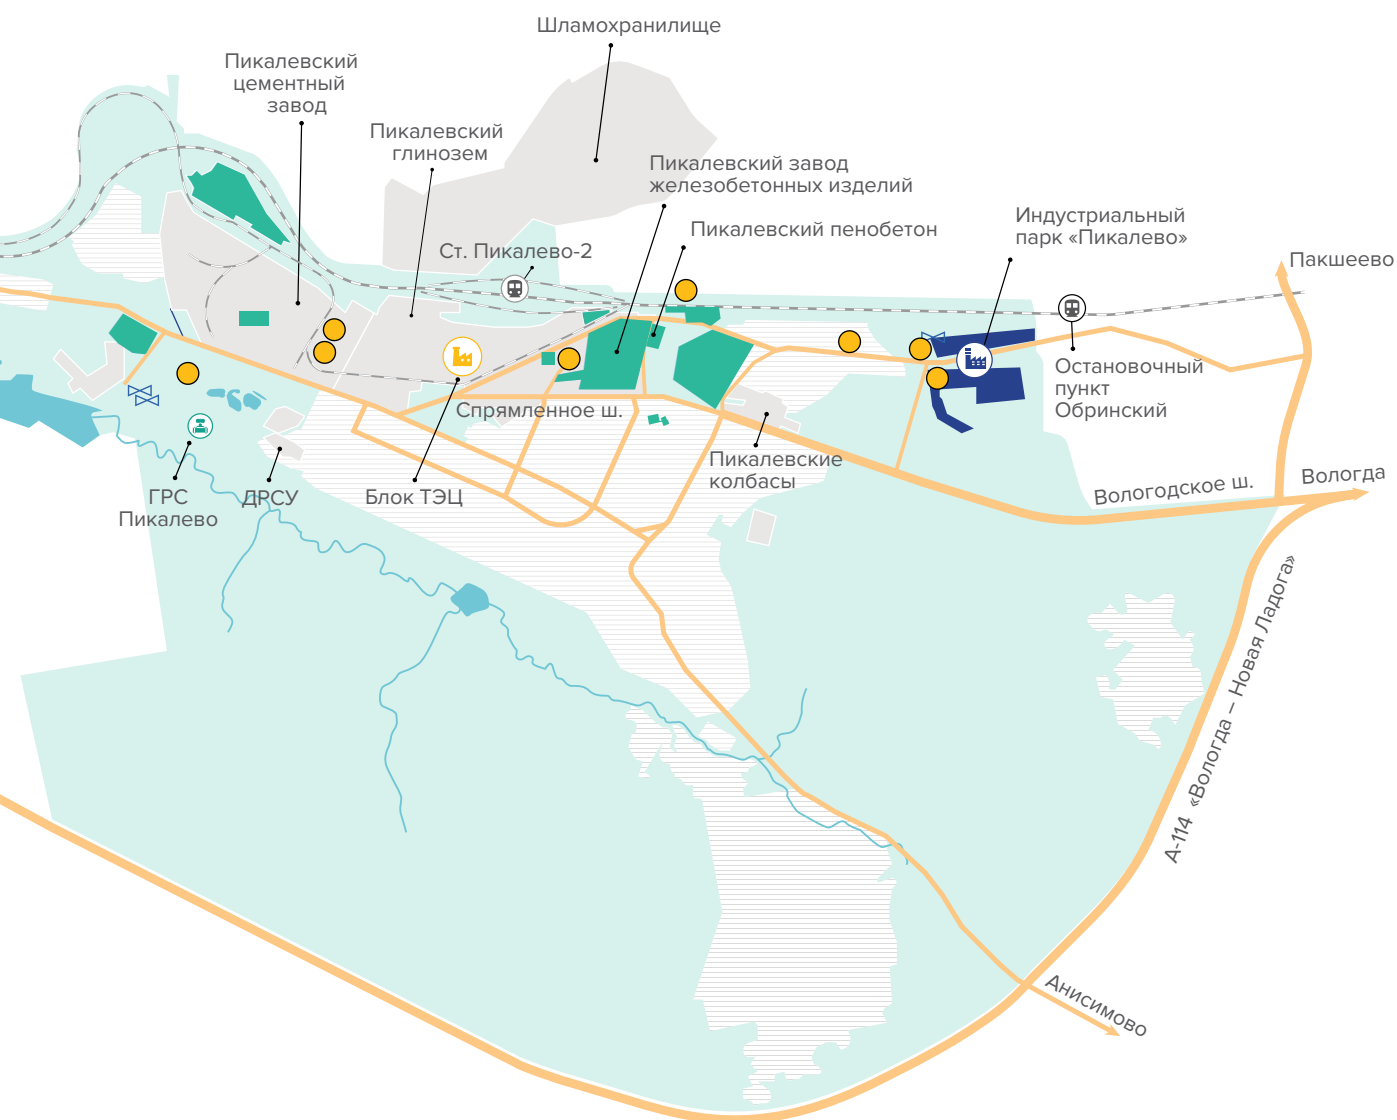 Шламохранилище
Пикалевский
цементный
завод
Пикалевский
глинозем
Пикалевский завод
железобетонных изделий
Индустриальный
парк «Пикалево»
Пикалевский пенобетон
Ст. Пикалево-2
Пакшеево
Остановочный
пункт
Обринский
Спрямленное ш.
Пикалевские
колбасы
Вологда
Вологодское ш.
ГРС
Пикалево
ДРСУ
Блок ТЭЦ
А-114 «Вологда – Новая Ладога»
Анисимово